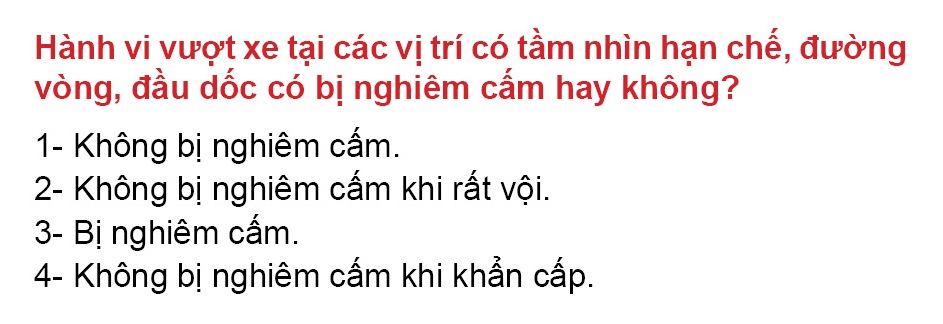 Hành vi vượt xe tại các vị trí có tầm nhìn hạn chế, đường
vòng, đầu dốc có bị nghiêm cấm hay không?
1- Không bị nghiêm cấm.
2- Không bị nghiêm cấm khi rất vội.
3- Bị nghiêm cấm.
4- Không bị nghiêm cấm khi khẩn cấp.